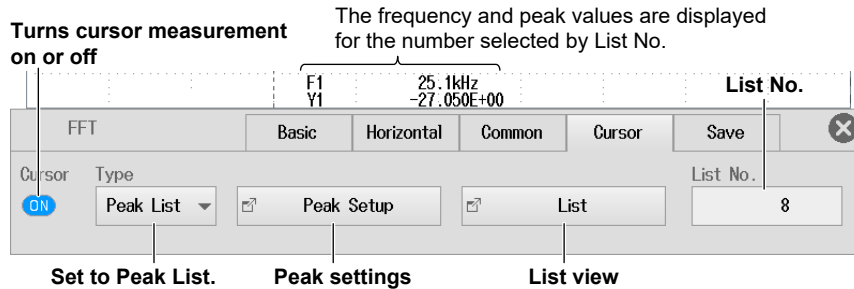 The frequency and peak values are displayed
for the number selected by List No.
Turns cursor measurement
on or off
F1 25.1kHz
Y1 -27.050E+00
List No.
FFT Basic Horizontal Common Cursor Save
Cursor Type List No.
ON Peak List Peak Setup List 8
Set to Peak List. Peak settings List view